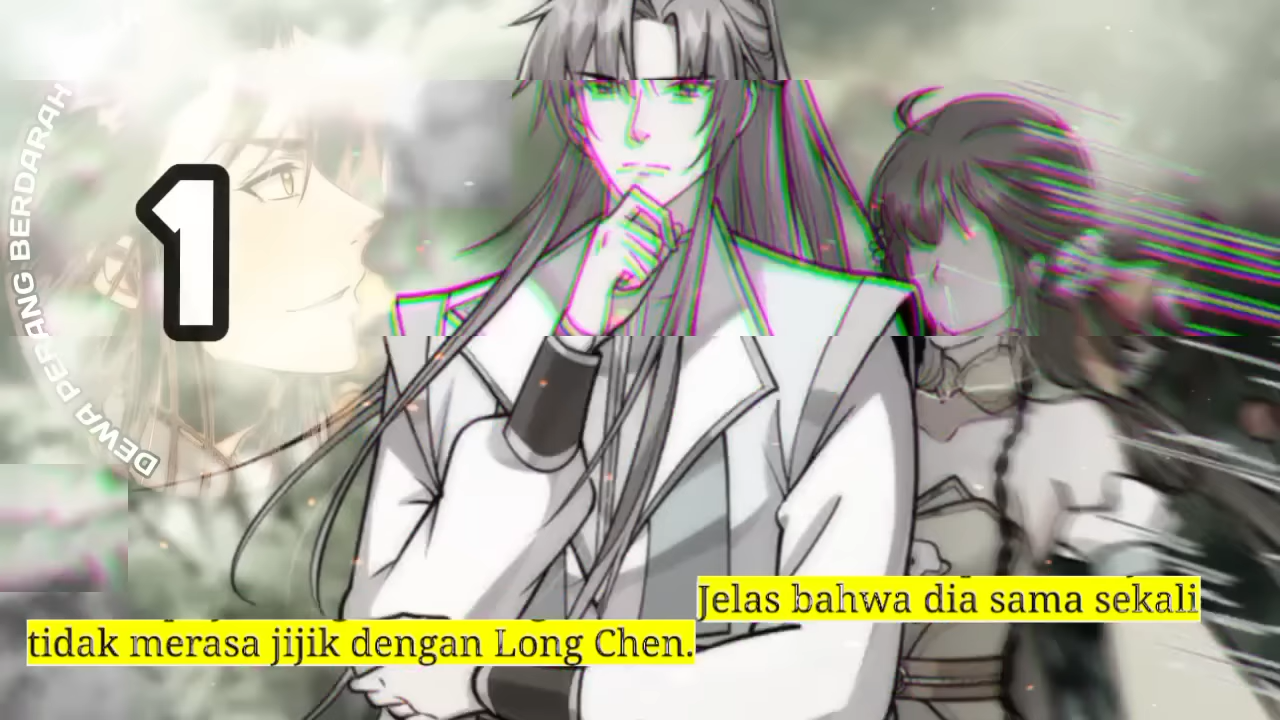 DEWA PERANG BERDARAH
1
Jelas bahwa dia sama sekali
tidak merasa jijik dengan Long Chen.